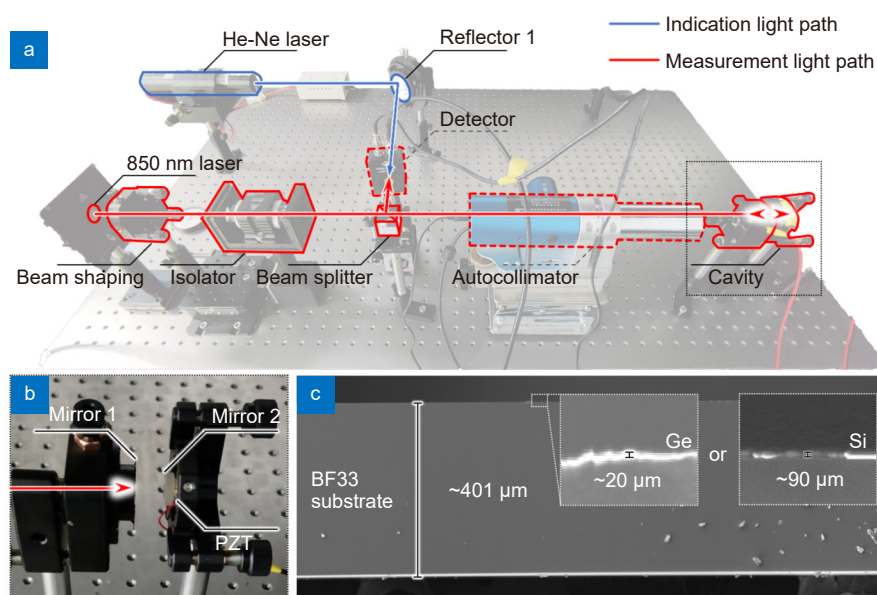 a
He-Ne laser
Reflector 1
Indication light path
Measurement light path
Detector
850 nm laser
Beam shaping
Isolator
Beam splitter
Autocollimator
Cavity
b
Mirror 1
Mirror 2
PZT
c
BF33
substrate
~401 μm
Ge
~20 μm
or
Si
~90 μm